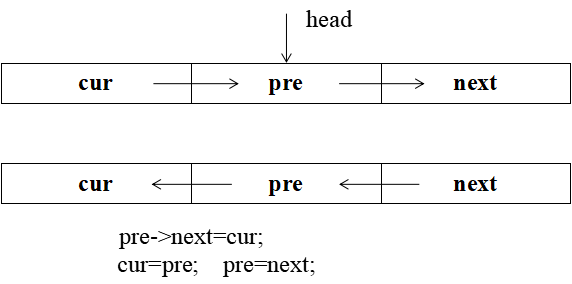 head
cur pre next
cur pre next
pre->next=cur;
cur=pre; pre=next;